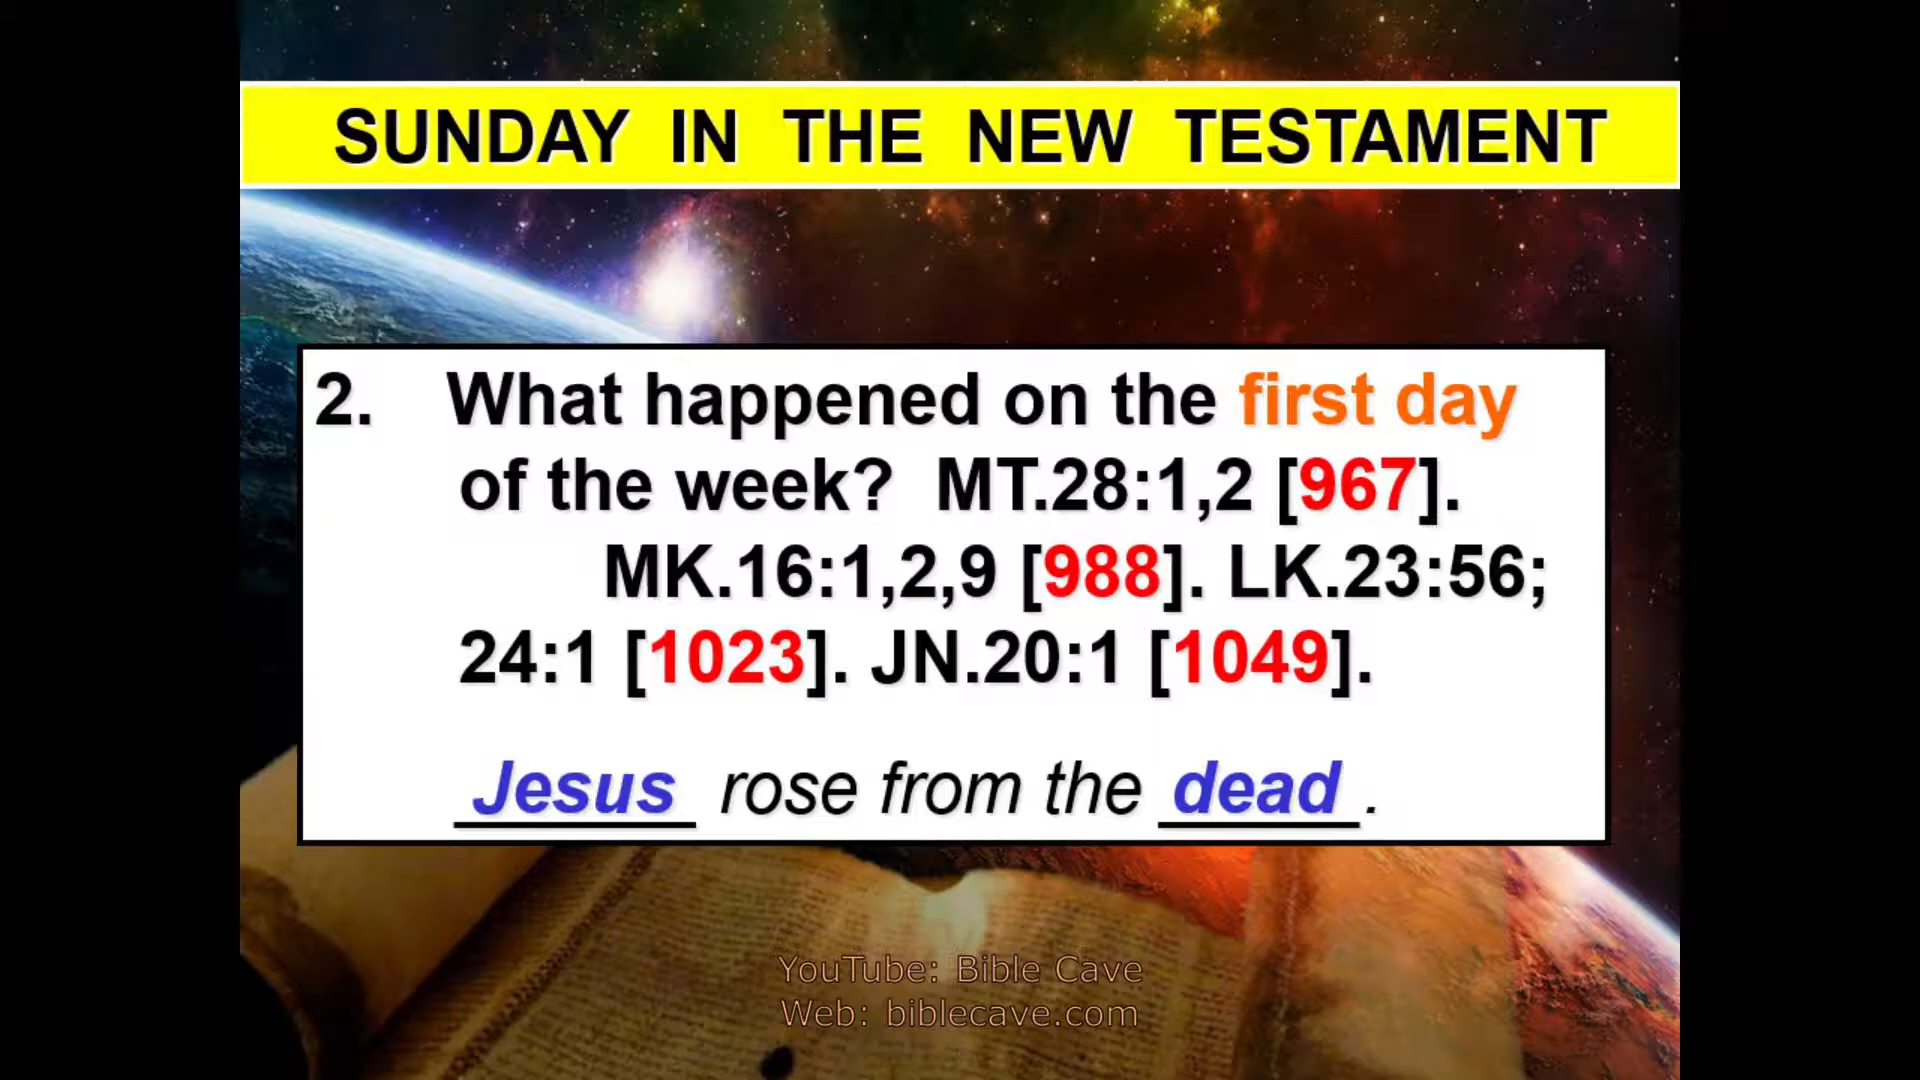 SUNDAY IN THE NEW TESTAMENT
2. What happened on the first day
of the week? MT.28:1,2 [967].
MK.16:1,2,9 [988]. LK.23:56;
24:1 [1023]. JN.20:1 [1049].
Jesus rose from the dead.
YouTube: Bible Cave
Web: biblecave.com